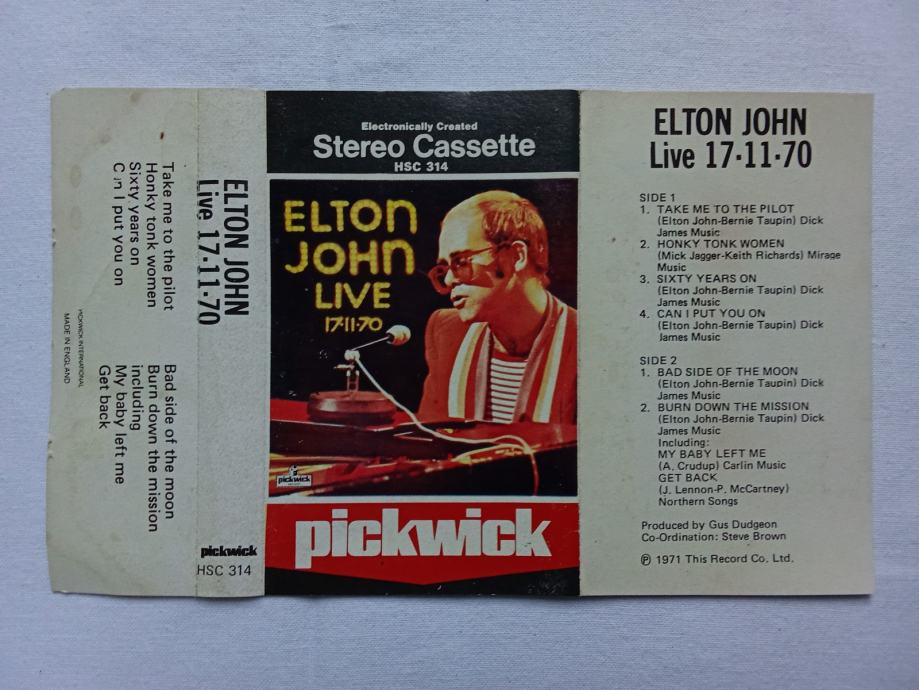 Take me to the pilot
Honky tonk women
Sixty years on
Can I put you on
Bad side of the moon
Burn down the mission
including
My baby left me
Get back
PICKWICK INTERNATIONAL
MADE IN ENGLAND
ELTON JOHN
Live 17·11·70
pickwick
HSC 314
Electronically Created
Stereo Cassette
HSC 314
ELTON
JOHN
LIVE
17·11·70
pickwick
pickwick
ELTON JOHN
Live 17·11·70
SIDE 1
1. TAKE ME TO THE PILOT
(Elton John-Bernie Taupin) Dick
James Music
2. HONKY TONK WOMEN
(Mick Jagger-Keith Richards) Mirage
Music
3. SIXTY YEARS ON
(Elton John-Bernie Taupin) Dick
James Music
4. CAN I PUT YOU ON
(Elton John-Bernie Taupin) Dick
James Music
SIDE 2
1. BAD SIDE OF THE MOON
(Elton John-Bernie Taupin) Dick
James Music
2. BURN DOWN THE MISSION
(Elton John-Bernie Taupin) Dick
James Music
Including:
MY BABY LEFT ME
(A. Crudup) Carlin Music
GET BACK
(J. Lennon-P. McCartney)
Northern Songs
Produced by Gus Dudgeon
Co-Ordination: Steve Brown
℗ 1971 This Record Co. Ltd.